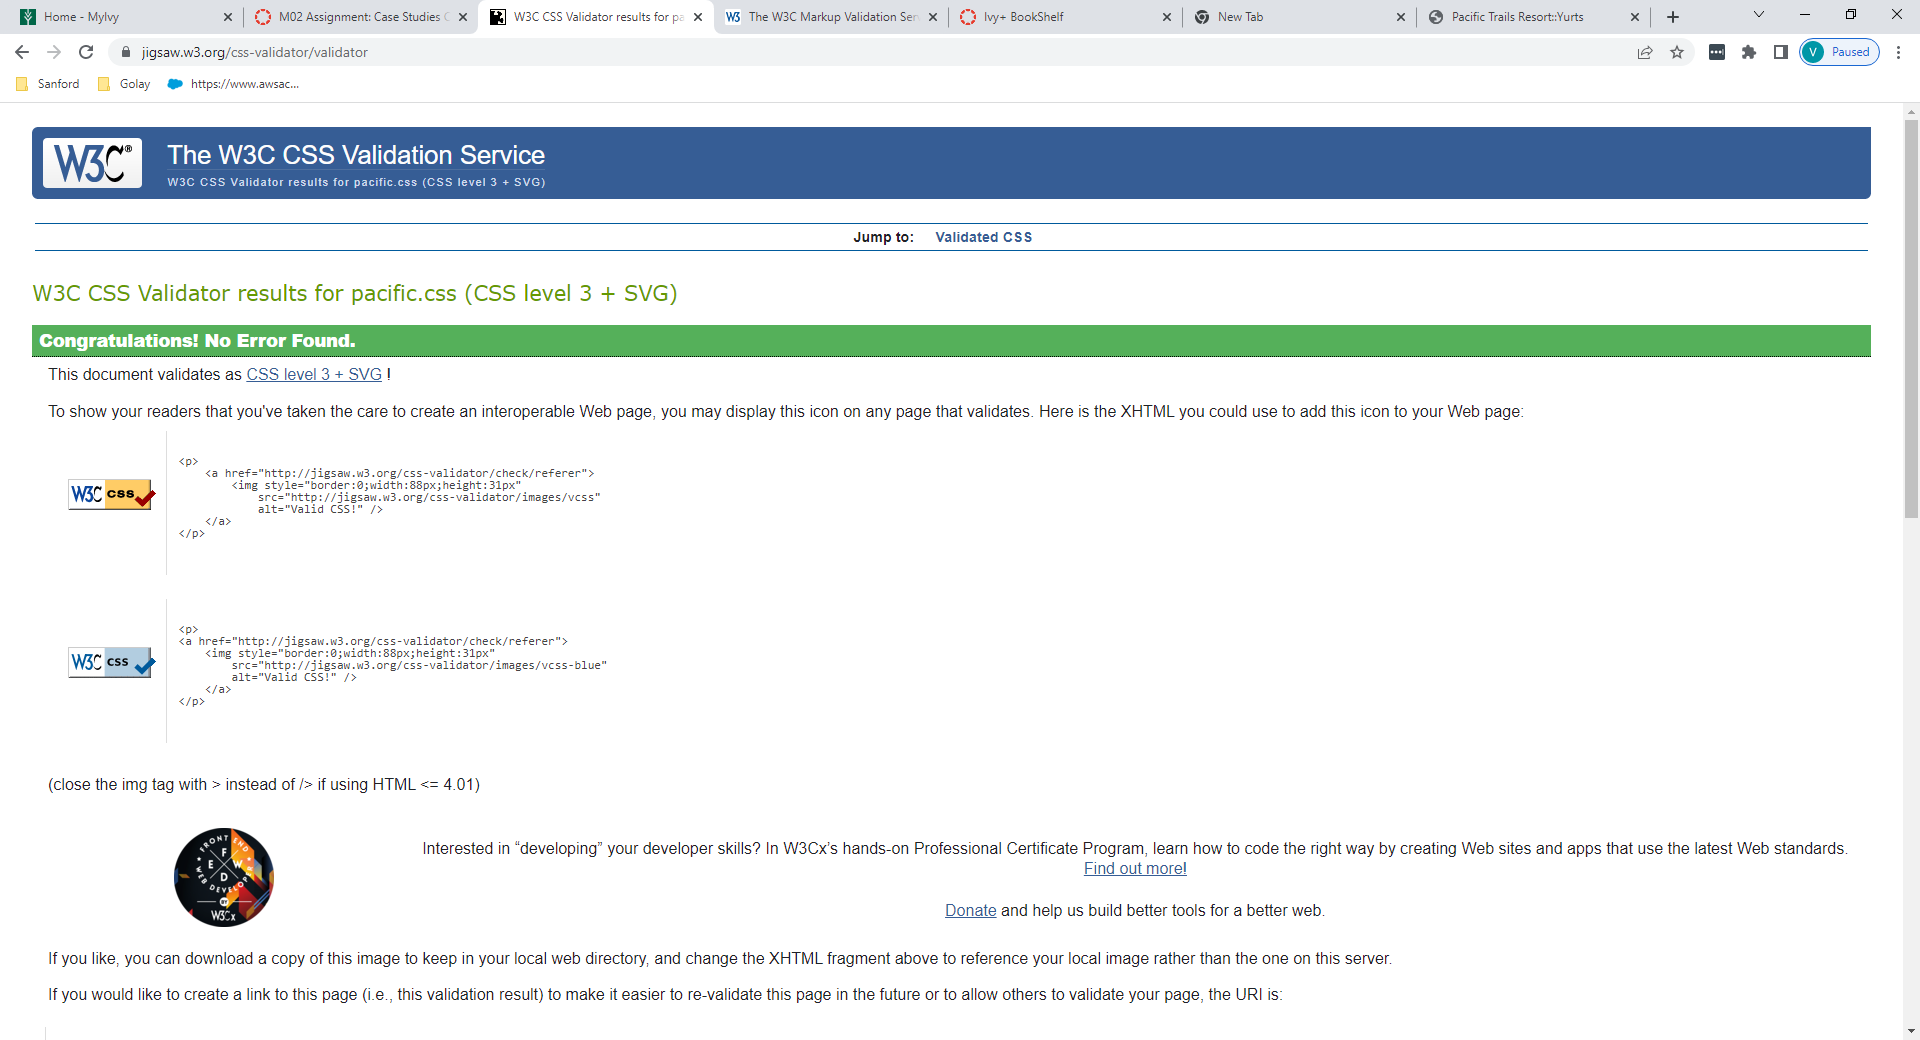 Home - MyIvy
M02 Assignment: Case Studies
W3C CSS Validator results for pa
The W3C Markup Validation Ser
Ivy+ BookShelf
New Tab
Pacific Trails Resort::Yurts
jigsaw.w3.org/css-validator/validator
V Paused
Sanford
Golay
https://www.awsac...
W3C®
The W3C CSS Validation Service
W3C CSS Validator results for pacific.css (CSS level 3 + SVG)
Jump to: Validated CSS
W3C CSS Validator results for pacific.css (CSS level 3 + SVG)
Congratulations! No Error Found.
This document validates as CSS level 3 + SVG !
To show your readers that you've taken the care to create an interoperable Web page, you may display this icon on any page that validates. Here is the XHTML you could use to add this icon to your Web page:
W3C CSS
<p>
<a href="http://jigsaw.w3.org/css-validator/check/referer">
<img style="border:0;width:88px;height:31px"
src="http://jigsaw.w3.org/css-validator/images/vcss"
alt="Valid CSS!" />
</a>
</p>
W3C CSS
<p>
<a href="http://jigsaw.w3.org/css-validator/check/referer">
<img style="border:0;width:88px;height:31px"
src="http://jigsaw.w3.org/css-validator/images/vcss-blue"
alt="Valid CSS!" />
</a>
</p>
(close the img tag with > instead of /> if using HTML <= 4.01)
FRONT END
F E W D
WEB DEVELOPER
BY
W3Cx
Interested in “developing” your developer skills? In W3Cx’s hands-on Professional Certificate Program, learn how to code the right way by creating Web sites and apps that use the latest Web standards.
Find out more!
Donate and help us build better tools for a better web.
If you like, you can download a copy of this image to keep in your local web directory, and change the XHTML fragment above to reference your local image rather than the one on this server.
If you would like to create a link to this page (i.e., this validation result) to make it easier to re-validate this page in the future or to allow others to validate your page, the URI is: